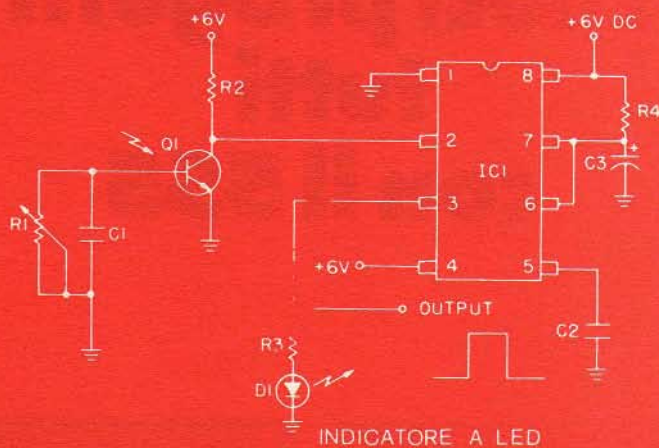 +6V
+6V DC
R2
R4
1
8
Q1
2
7
IC1
C3
+
3
6
R1
C1
+6V
4
5
OUTPUT
C2
R3
D1
INDICATORE A LED